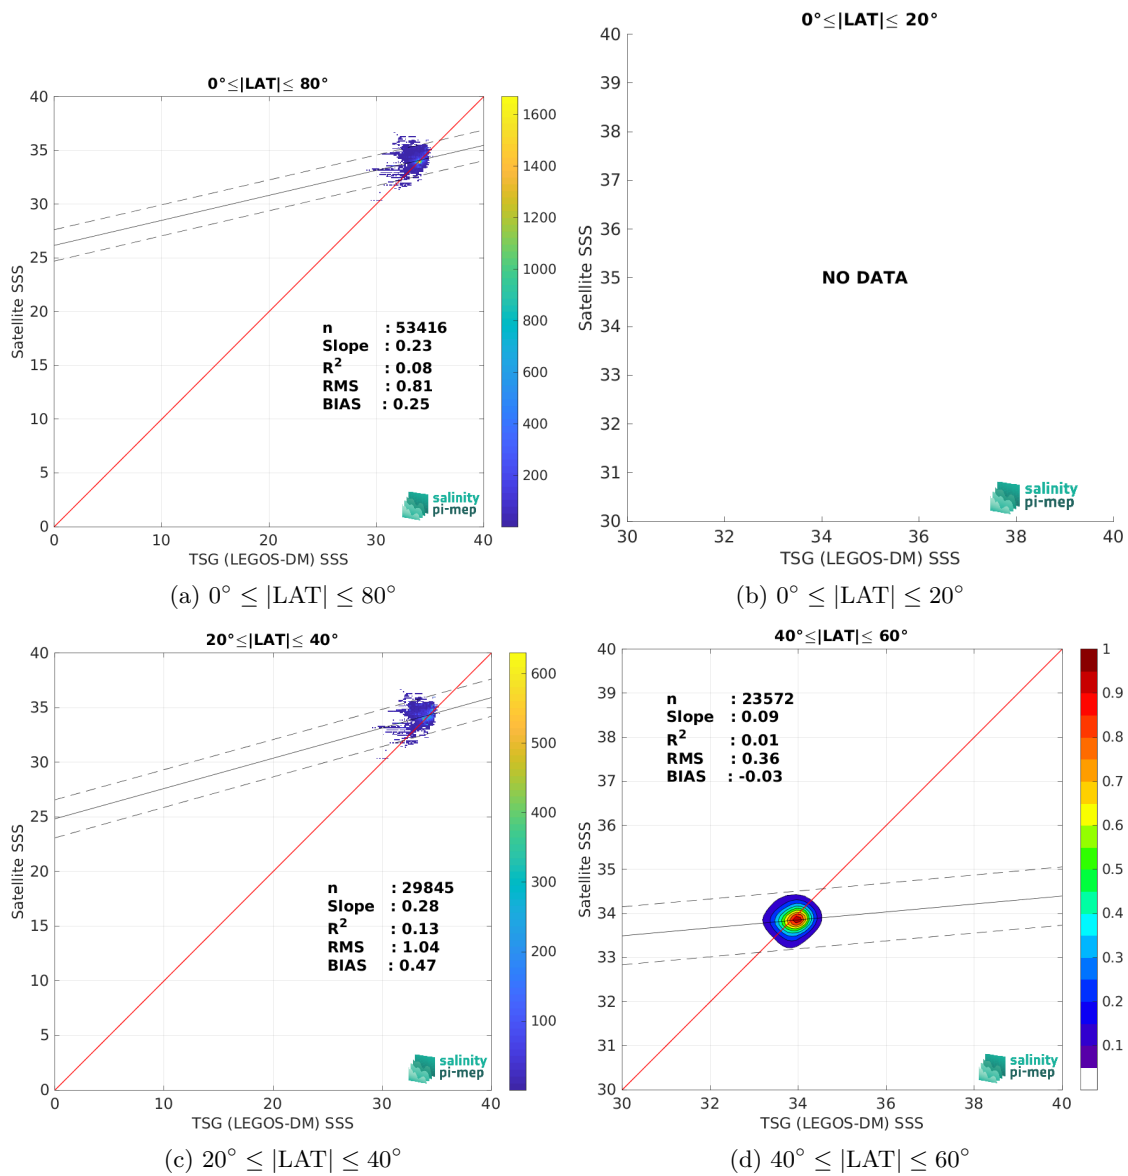 0°≤|LAT|≤ 80°
40
35
30
25
20
15
10
5
0
0
10
20
30
40
Satellite SSS
TSG (LEGOS-DM) SSS
n : 53416
Slope : 0.23
R² : 0.08
RMS : 0.81
BIAS : 0.25
salinity
pi-mep
1600
1400
1200
1000
800
600
400
200
(a) 0° ≤ |LAT| ≤ 80°
0°≤|LAT|≤ 20°
40
39
38
37
36
35
34
33
32
31
30
30
32
34
36
38
40
Satellite SSS
TSG (LEGOS-DM) SSS
NO DATA
salinity
pi-mep
(b) 0° ≤ |LAT| ≤ 20°
20°≤|LAT|≤ 40°
40
35
30
25
20
15
10
5
0
0
10
20
30
40
Satellite SSS
TSG (LEGOS-DM) SSS
n : 29845
Slope : 0.28
R² : 0.13
RMS : 1.04
BIAS : 0.47
salinity
pi-mep
600
500
400
300
200
100
(c) 20° ≤ |LAT| ≤ 40°
40°≤|LAT|≤ 60°
40
39
38
37
36
35
34
33
32
31
30
30
32
34
36
38
40
Satellite SSS
TSG (LEGOS-DM) SSS
n : 23572
Slope : 0.09
R² : 0.01
RMS : 0.36
BIAS : -0.03
salinity
pi-mep
1
0.9
0.8
0.7
0.6
0.5
0.4
0.3
0.2
0.1
(d) 40° ≤ |LAT| ≤ 60°